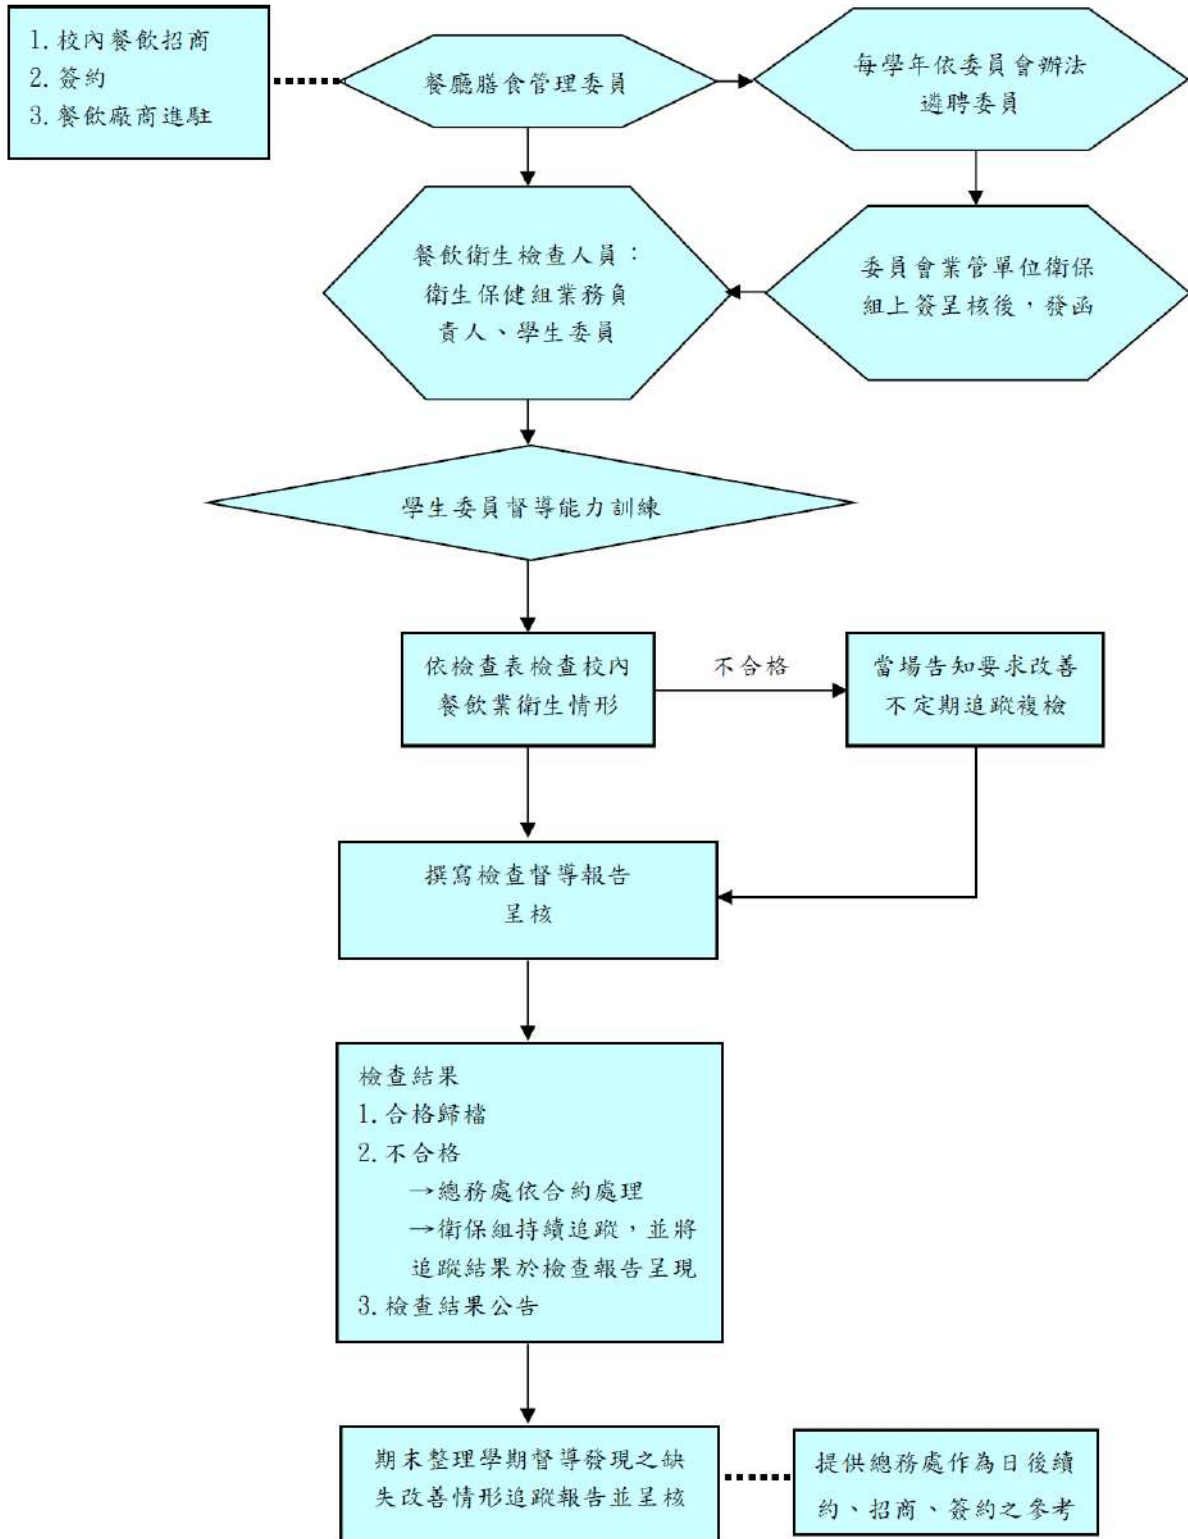 1.校內餐飲招商
2.簽約
3.餐飲廠商進駐
餐廳膳食管理委員
每學年依委員會辦法
遴聘委員
餐飲衛生檢查人員：
衛生保健組業務負
責人、學生委員
委員會業管單位衛保
組上簽呈核後，發函
學生委員督導能力訓練
依檢查表檢查校內
餐飲業衛生情形
不合格
當場告知要求改善
不定期追蹤複檢
撰寫檢查督導報告
呈核
檢查結果
1.合格歸檔
2.不合格
→總務處依合約處理
→衛保組持續追蹤，並將
追蹤結果於檢查報告呈現
3.檢查結果公告
期末整理學期督導發現之缺
失改善情形追蹤報告並呈核
提供總務處作為日後續
約、招商、簽約之參考